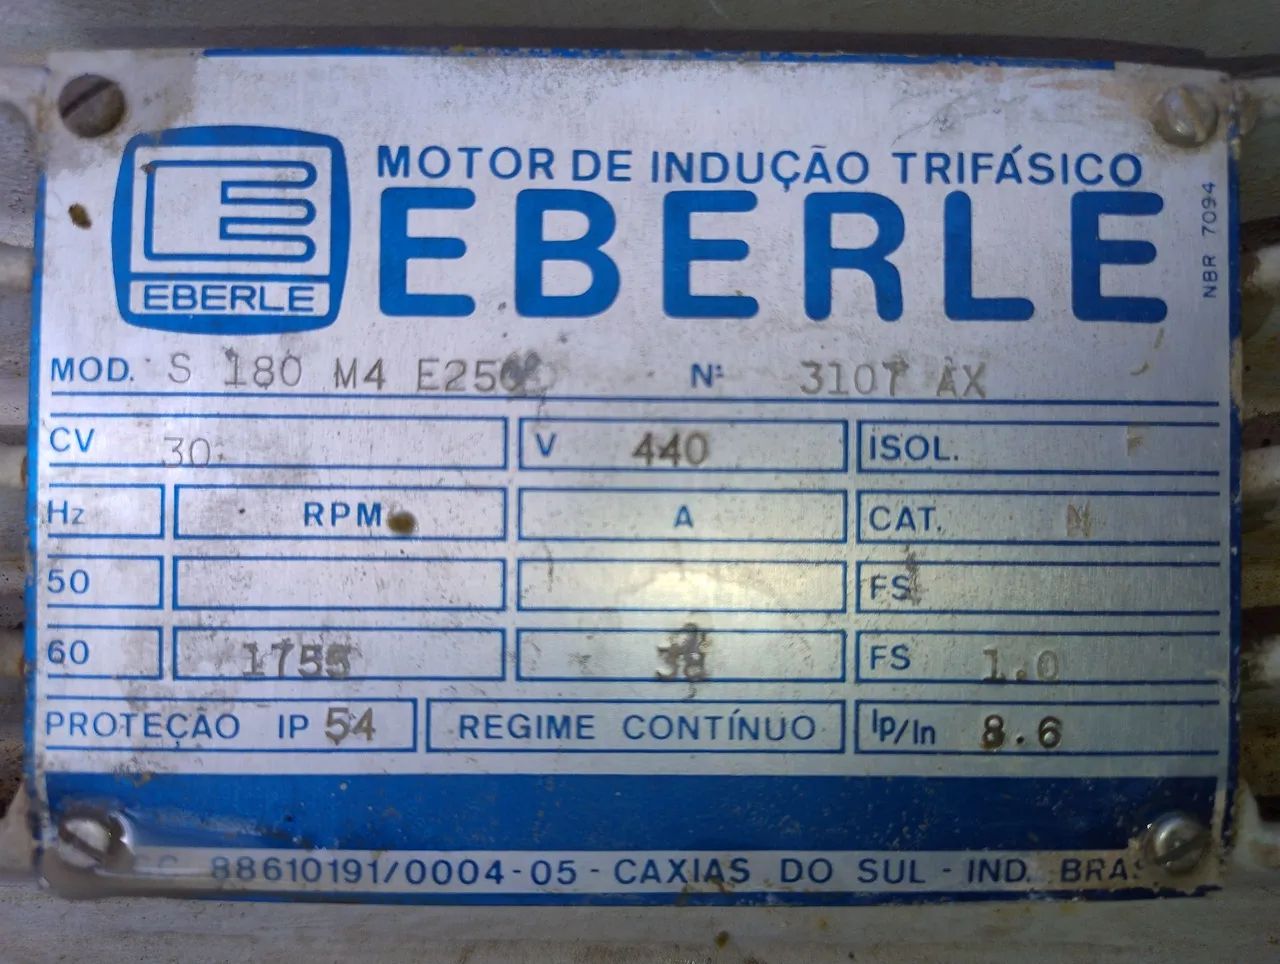 MOTOR DE INDUÇÃO TRIFÁSICO
EBERLE
EBERLE
NBR 7094
MOD. S 180 M4 Nº 3107 AX
CV 30 V 440 ISOL. F
Hz RPM A CAT. N
50 FS
60 1755 38 FS 1.0
PROTEÇÃO IP 54 REGIME CONTÍNUO Ip/In 8.6
88610191/0004-05 - CAXIAS DO SUL - IND. BRAS